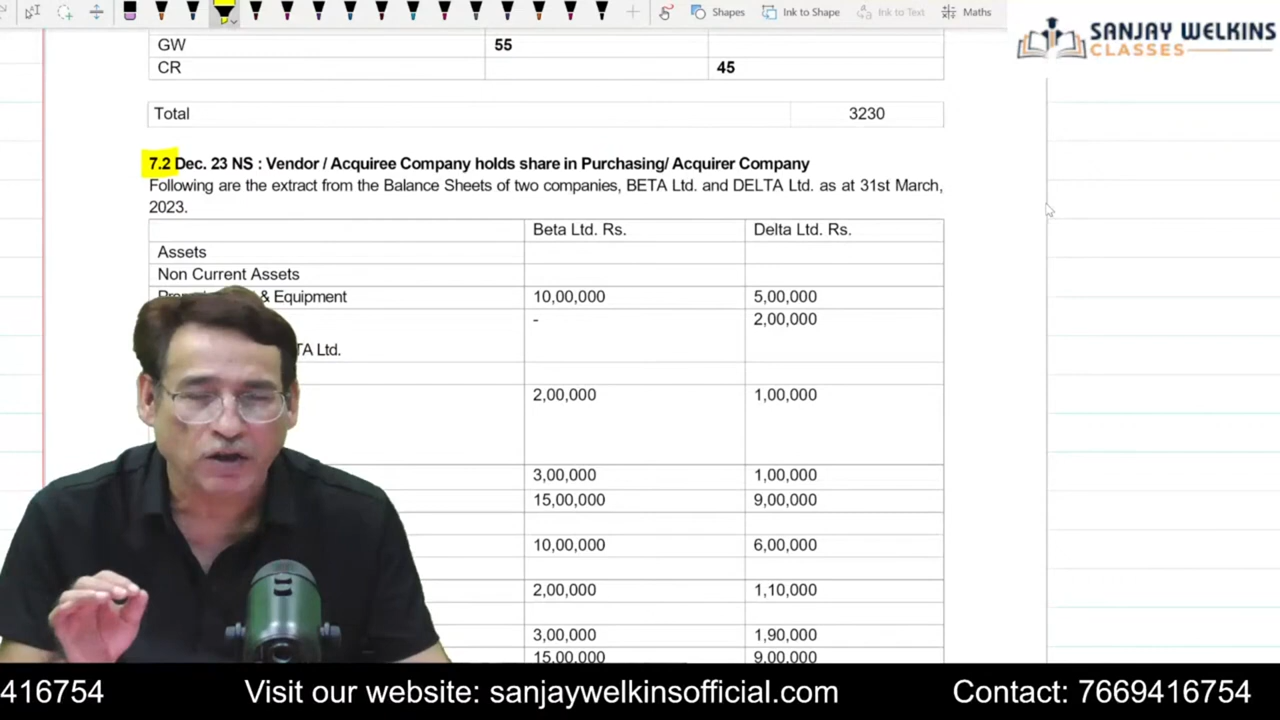 Shapes Ink to Shape Ink to Text Maths
SANJAY WELKINS
CLASSES
GW 55
CR 45
Total 3230
7.2 Dec. 23 NS : Vendor / Acquiree Company holds share in Purchasing/ Acquirer Company
Following are the extract from the Balance Sheets of two companies, BETA Ltd. and DELTA Ltd. as at 31st March,
2023.
Beta Ltd. Rs. Delta Ltd. Rs.
Assets
Non Current Assets
& Equipment 10,00,000 5,00,000
- 2,00,000
TA Ltd.
2,00,000 1,00,000
3,00,000 1,00,000
15,00,000 9,00,000
10,00,000 6,00,000
2,00,000 1,10,000
3,00,000 1,90,000
15,00,000 9,00,000
416754 Visit our website: sanjaywelkinsofficial.com Contact: 7669416754